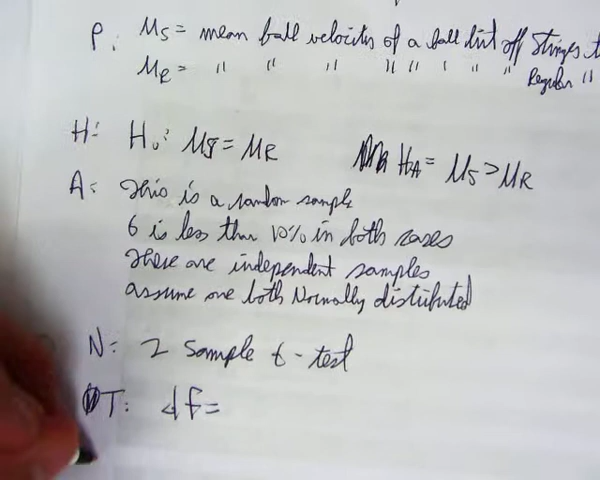 P: μS = mean ball velocities of a ball hit off Stinger
μR = " " " " " " " " Regular "
H: H₀: μS = μR HA = μS > μR
A: This is a random sample
6 is less than 10% in both cases
these are independent samples
assume are both Normally distributed
N: 2 sample t-test
T: df =